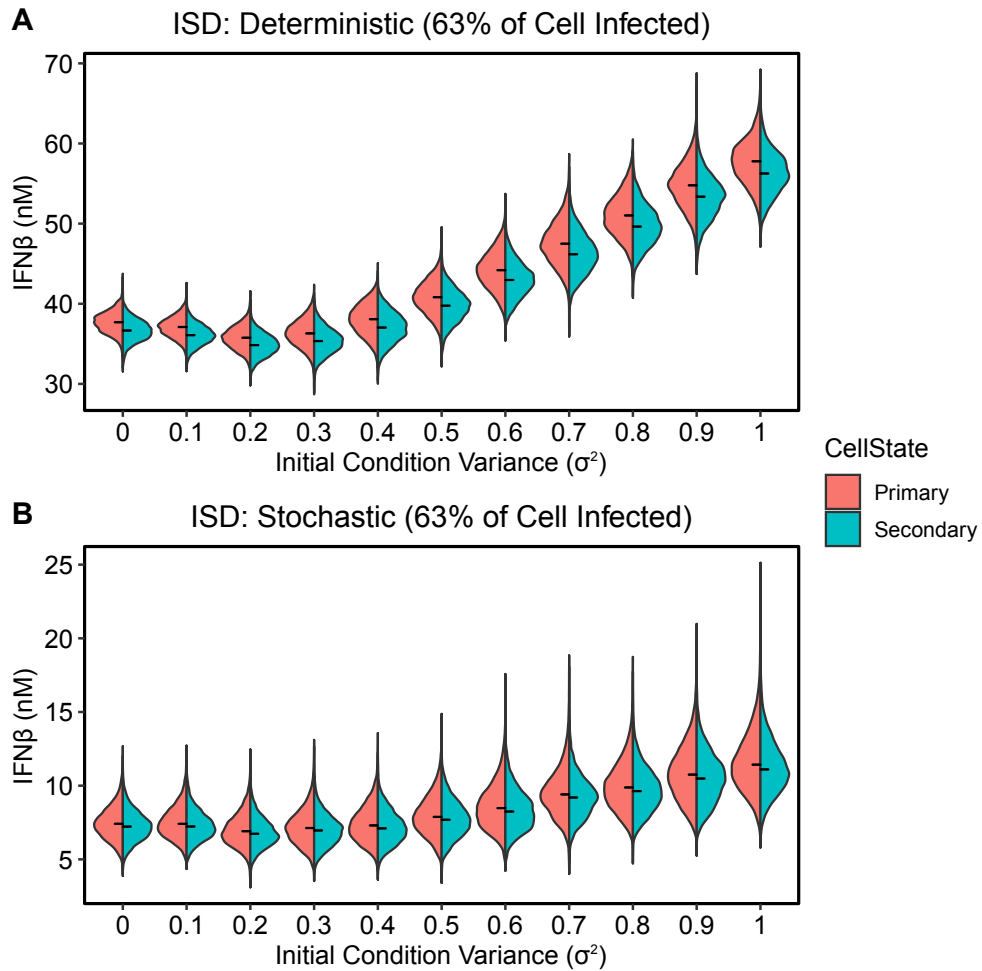 A
ISD: Deterministic (63% of Cell Infected)
IFNβ (nM)
70
60
50
40
30
0 0.1 0.2 0.3 0.4 0.5 0.6 0.7 0.8 0.9 1
Initial Condition Variance (σ²)
CellState
Primary
Secondary
B
ISD: Stochastic (63% of Cell Infected)
IFNβ (nM)
25
20
15
10
5
0 0.1 0.2 0.3 0.4 0.5 0.6 0.7 0.8 0.9 1
Initial Condition Variance (σ²)